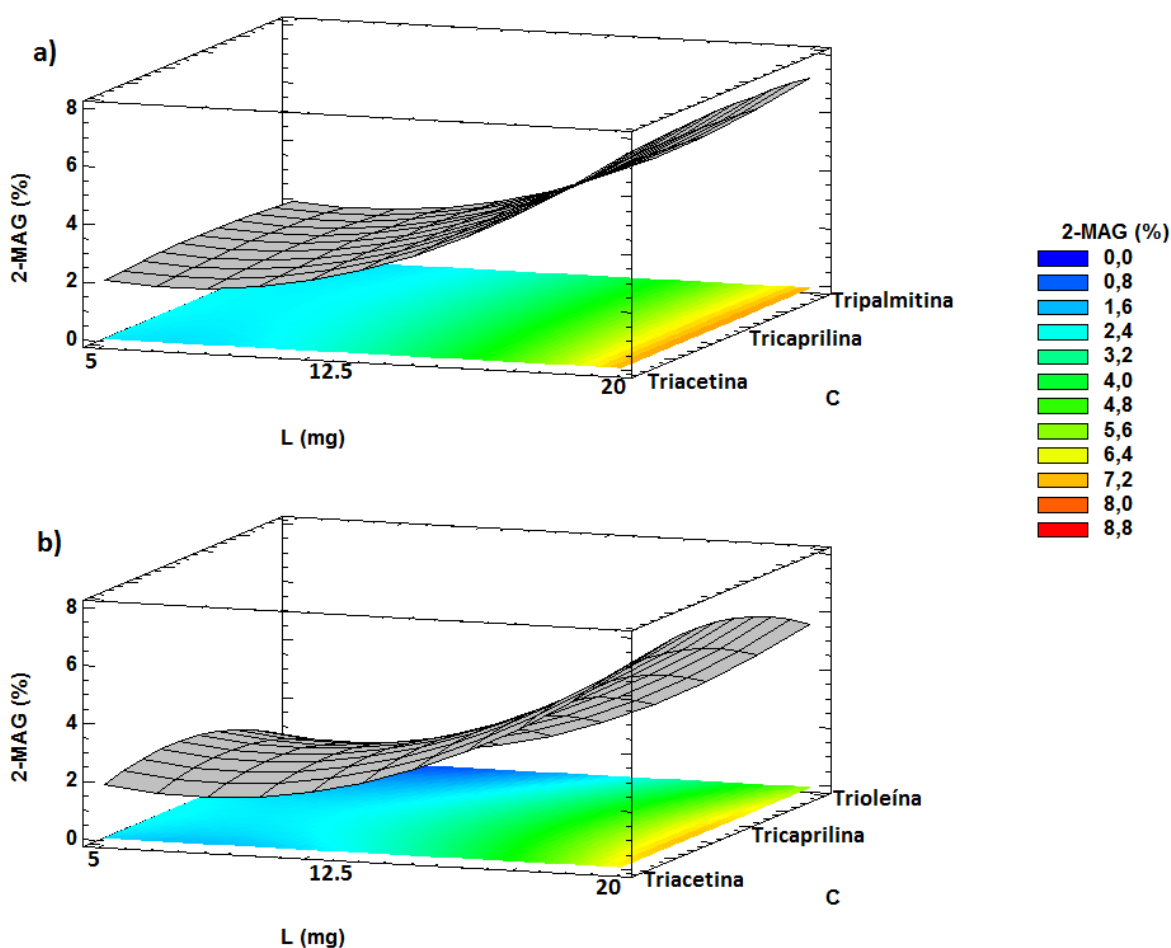 a)
8
6
4
2
0
2-MAG (%)
5
12.5
20
L (mg)
Triacetina
Tricaprilina
Tripalmitina
C
2-MAG (%)
0,0
0,8
1,6
2,4
3,2
4,0
4,8
5,6
6,4
7,2
8,0
8,8
b)
8
6
4
2
0
2-MAG (%)
5
12.5
20
L (mg)
Triacetina
Tricaprilina
Trioleína
C